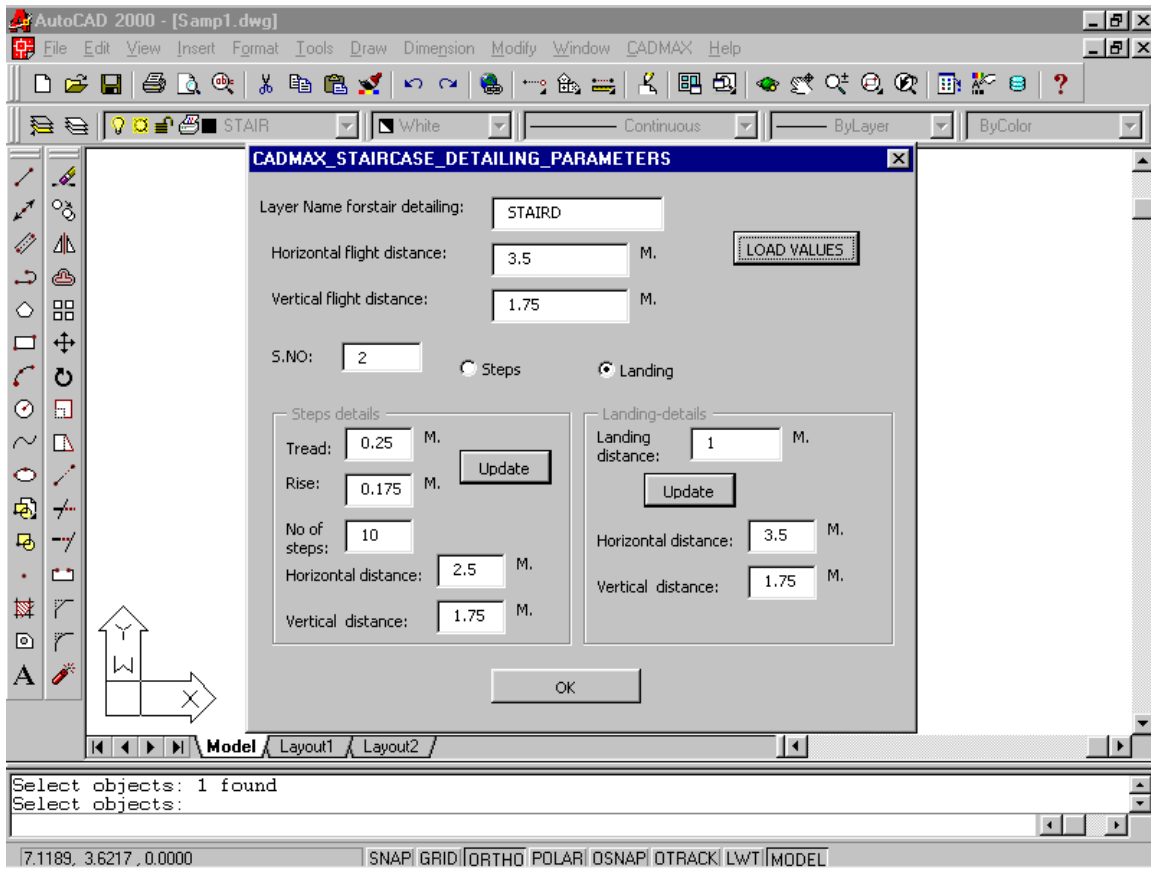 AutoCAD 2000 - [Samp1.dwg]
File Edit View Insert Format Tools Draw Dimension Modify Window CADMAX Help
STAIR White Continuous ByLayer ByColor
CADMAX_STAIRCASE_DETAILING_PARAMETERS
Layer Name forstair detailing: STAIRD
Horizontal flight distance: 3.5 M. LOAD VALUES
Vertical flight distance: 1.75 M.
S.NO: 2 Steps Landing
Steps details
Tread: 0.25 M.
Update
Rise: 0.175 M.
No of
steps: 10
Horizontal distance: 2.5 M.
Vertical distance: 1.75 M.
Landing-details
Landing
distance: 1 M.
Update
Horizontal distance: 3.5 M.
Vertical distance: 1.75 M.
OK
Y
W
X
A
Model Layout1 Layout2
Select objects: 1 found
Select objects:
7.1189, 3.6217 , 0.0000 SNAP GRID ORTHO POLAR OSNAP OTRACK LWT MODEL